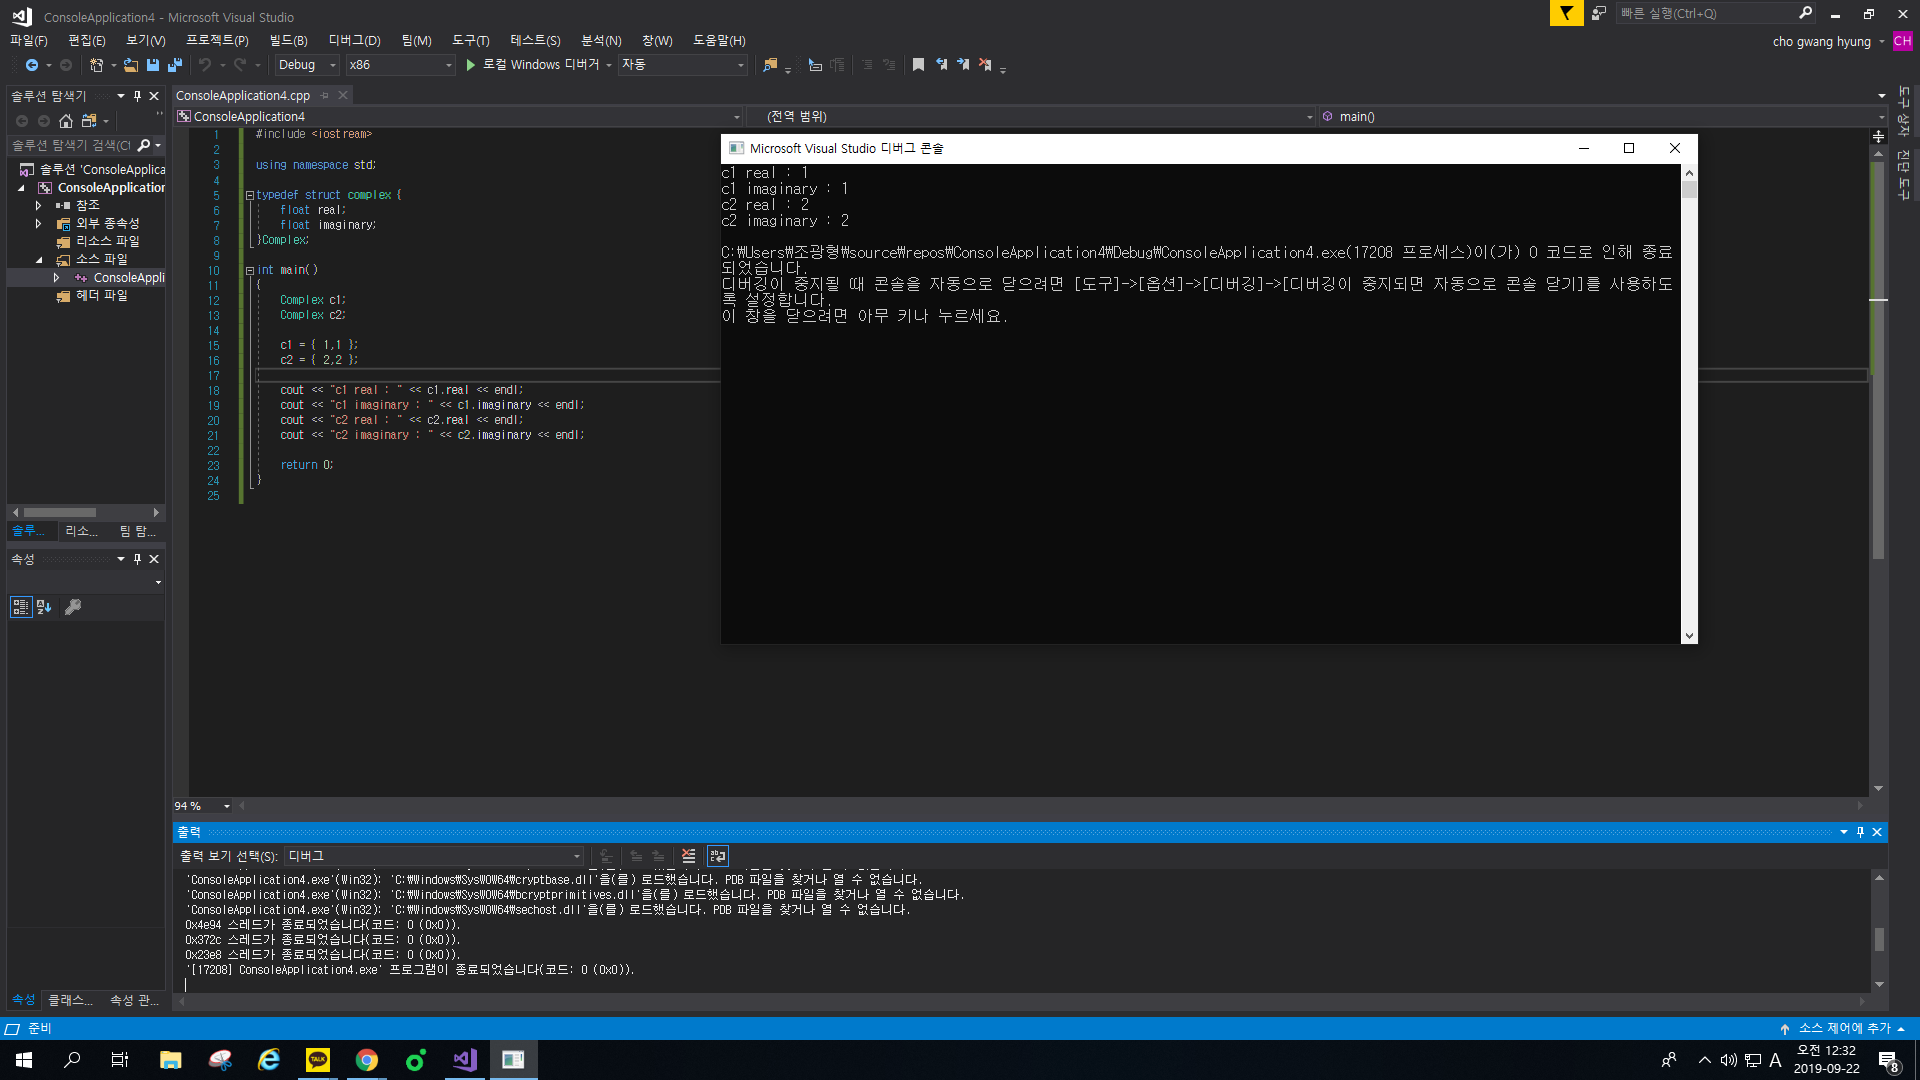 ConsoleApplication4 - Microsoft Visual Studio
빠른 실행(Ctrl+Q)
파일(F) 편집(E) 보기(V) 프로젝트(P) 빌드(B) 디버그(D) 팀(M) 도구(T) 테스트(S) 분석(N) 창(W) 도움말(H)
cho gwang hyung CH
Debug x86 로컬 Windows 디버거 자동
솔루션 탐색기
솔루션 탐색기 검색(Ct
솔루션 'ConsoleApplica
ConsoleApplication
참조
외부 종속성
리소스 파일
소스 파일
ConsoleAppli
헤더 파일
솔루... 리소... 팀 탐...
속성
속성 클래스... 속성 관...
ConsoleApplication4.cpp
ConsoleApplication4 (전역 범위) main()
1 #include <iostream>
2
3 using namespace std;
4
5 typedef struct complex {
6 float real;
7 float imaginary;
8 }Complex;
9
10 int main()
11 {
12 Complex c1;
13 Complex c2;
14
15 c1 = { 1,1 };
16 c2 = { 2,2 };
17
18 cout << "c1 real : " << c1.real << endl;
19 cout << "c1 imaginary : " << c1.imaginary << endl;
20 cout << "c2 real : " << c2.real << endl;
21 cout << "c2 imaginary : " << c2.imaginary << endl;
22
23 return 0;
24 }
25
Microsoft Visual Studio 디버그 콘솔
c1 real : 1
c1 imaginary : 1
c2 real : 2
c2 imaginary : 2
C:₩Users₩조광형₩source₩repos₩ConsoleApplication4₩Debug₩ConsoleApplication4.exe(17208 프로세스)이(가) 0 코드로 인해 종료
되었습니다.
디버깅이 중지될 때 콘솔을 자동으로 닫으려면 [도구]->[옵션]->[디버깅]->[디버깅이 중지되면 자동으로 콘솔 닫기]를 사용하도
록 설정합니다.
이 창을 닫으려면 아무 키나 누르세요.
도구 상자
진단 도구
94 %
출력
출력 보기 선택(S): 디버그
'ConsoleApplication4.exe'(Win32): 'C:₩Windows₩SysWOW64₩cryptbase.dll'을(를) 로드했습니다. PDB 파일을 찾거나 열 수 없습니다.
'ConsoleApplication4.exe'(Win32): 'C:₩Windows₩SysWOW64₩bcryptprimitives.dll'을(를) 로드했습니다. PDB 파일을 찾거나 열 수 없습니다.
'ConsoleApplication4.exe'(Win32): 'C:₩Windows₩SysWOW64₩sechost.dll'을(를) 로드했습니다. PDB 파일을 찾거나 열 수 없습니다.
0x4e94 스레드가 종료되었습니다(코드: 0 (0x0)).
0x372c 스레드가 종료되었습니다(코드: 0 (0x0)).
0x23e8 스레드가 종료되었습니다(코드: 0 (0x0)).
'[17208] ConsoleApplication4.exe' 프로그램이 종료되었습니다(코드: 0 (0x0)).
준비
소스 제어에 추가
TALK
A
오전 12:32
2019-09-22
8